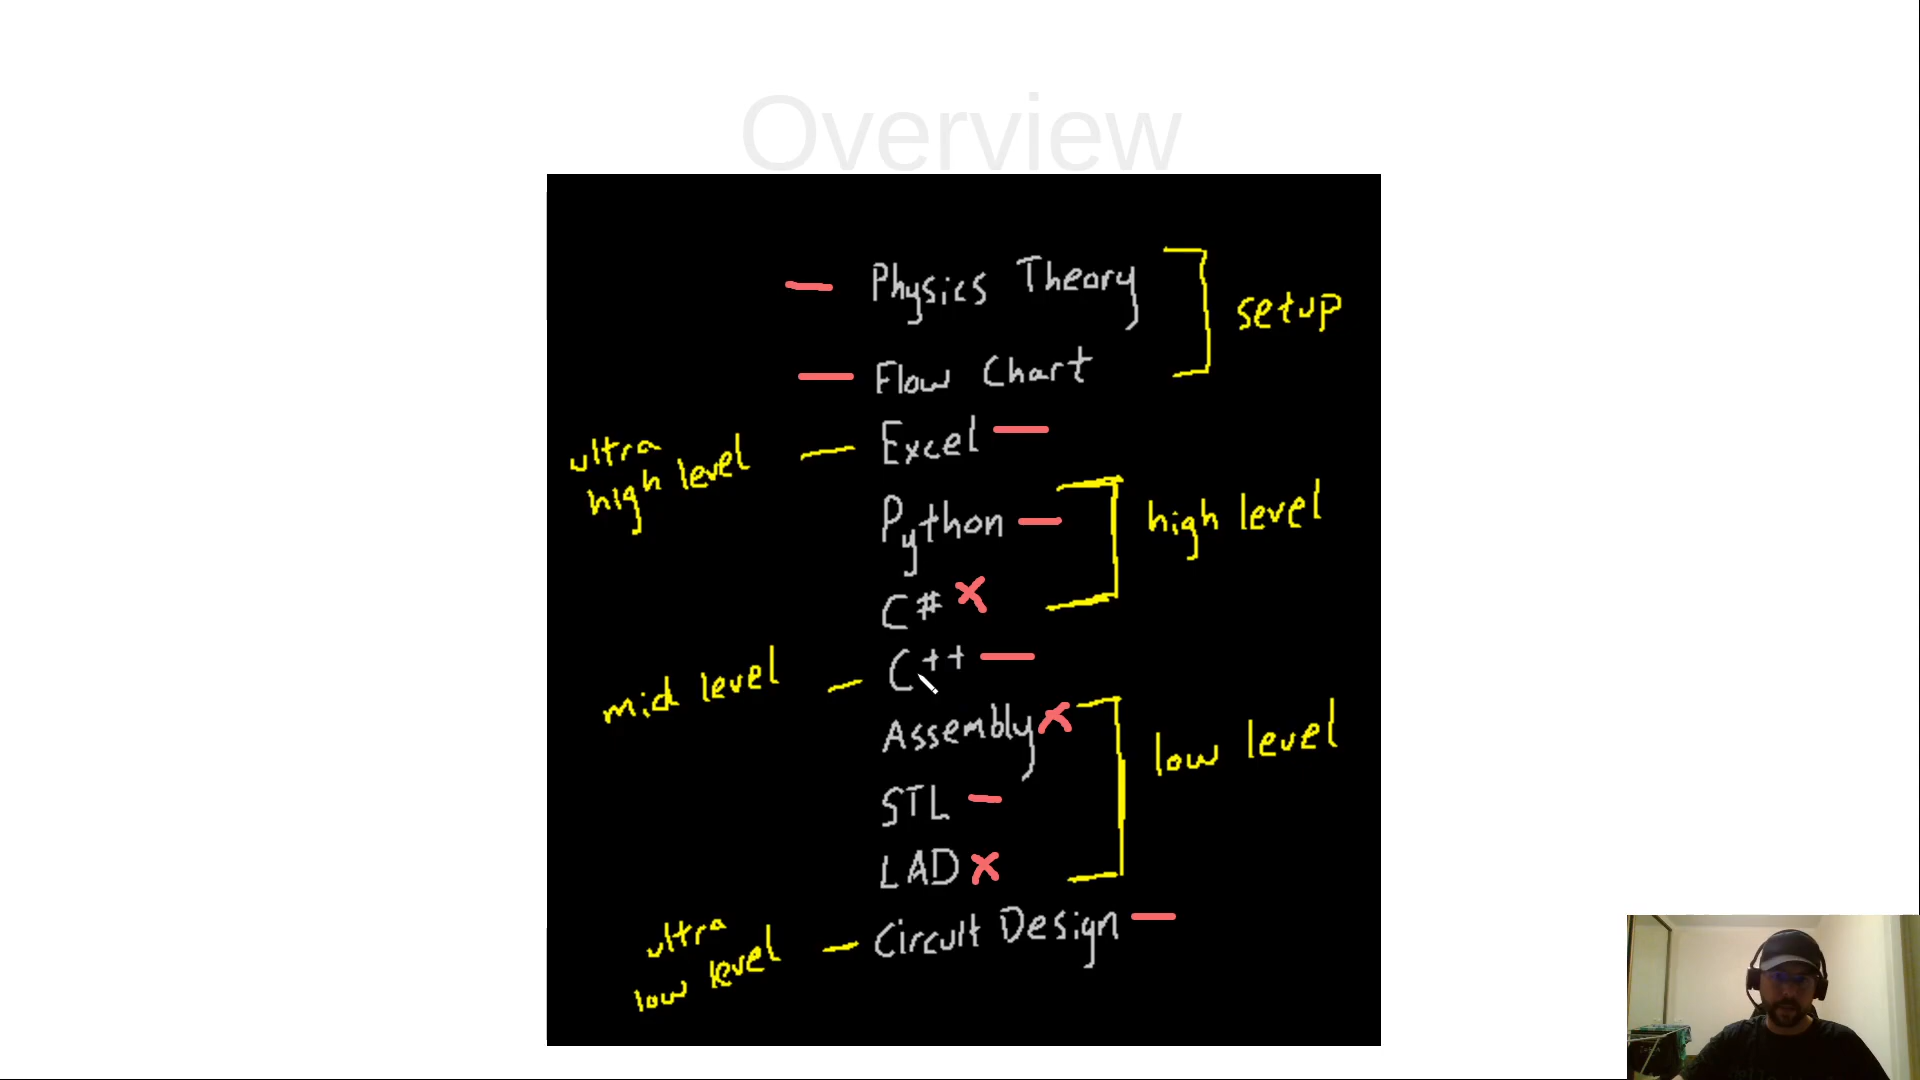 Overview
Physics Theory
setup
Flow Chart
ultra
high level
Excel
Python
high level
C#
mid level
C++
Assembly
low level
STL
LAD
ultra
low level
Circuit Design